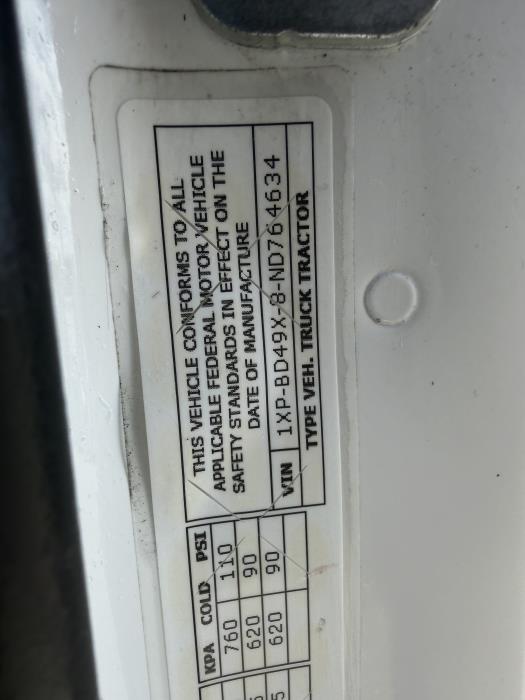 THIS VEHICLE CONFORMS TO ALL
APPLICABLE FEDERAL MOTOR VEHICLE
SAFETY STANDARDS IN EFFECT ON THE
DATE OF MANUFACTURE
VIN 1XP-BD49X-8-ND764634
TYPE VEH. TRUCK TRACTOR
KPA COLD PSI
760 110
620 90
620 90